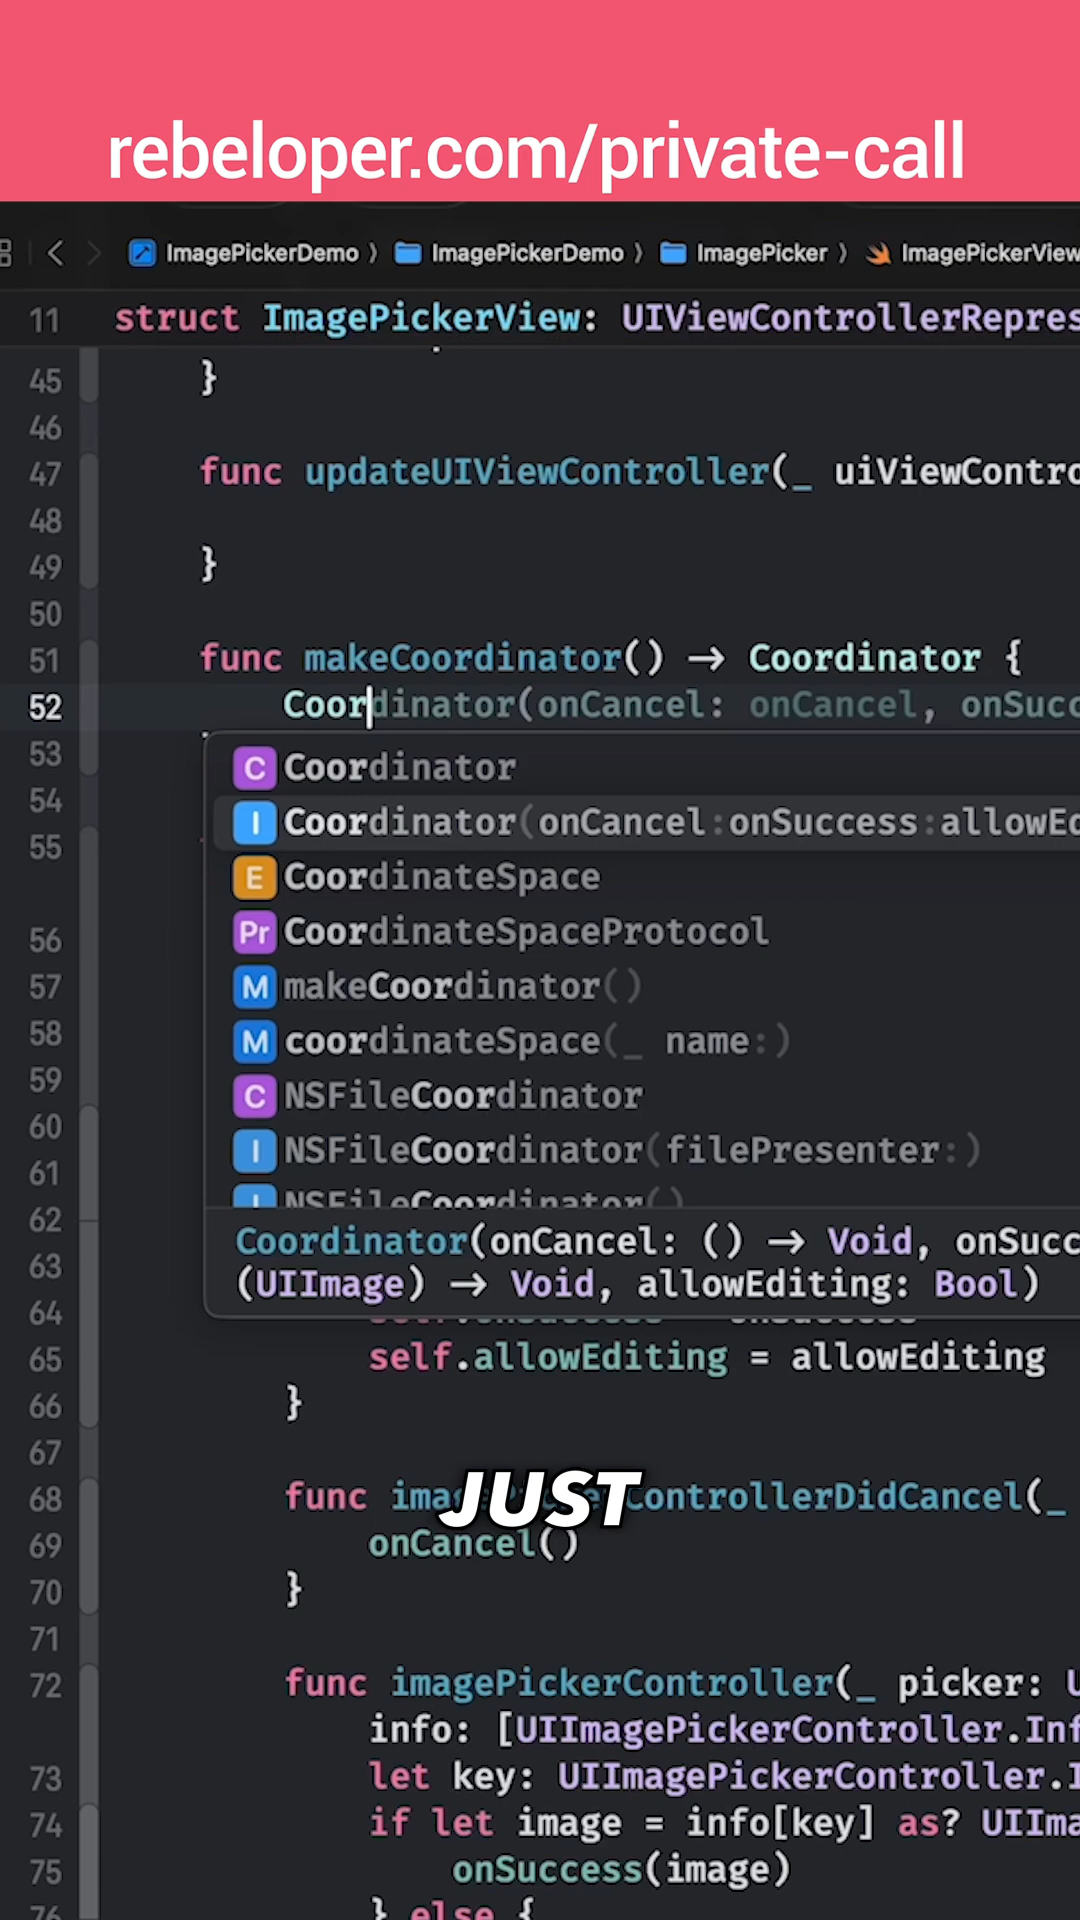 rebeloper.com/private-call
ImagePickerDemo › ImagePickerDemo › ImagePicker › ImagePickerView
11 struct ImagePickerView: UIViewControllerRepres
45 }
46
47 func updateUIViewController(_ uiViewContro
48
49 }
50
51 func makeCoordinator() → Coordinator {
52 Coordinator(onCancel: onCancel, onSucc
53
C Coordinator
54
I Coordinator(onCancel:onSuccess:allowEd
55
E CoordinateSpace
56
Pr CoordinateSpaceProtocol
57
M makeCoordinator()
58
M coordinateSpace(_ name:)
59
C NSFileCoordinator
60
I NSFileCoordinator(filePresenter:)
61
I NSFileCoordinator()
62
Coordinator(onCancel: () → Void, onSucc
63
(UIImage) → Void, allowEditing: Bool)
64
65 self.allowEditing = allowEditing
66 }
67
JUST
68 func ControllerDidCancel(_
69 onCancel()
70 }
71
72 func imagePickerController(_ picker: U
info: [UIImagePickerController.Inf
73 let key: UIImagePickerController.I
74 if let image = info[key] as? UIIma
75 onSuccess(image)
76 } else {